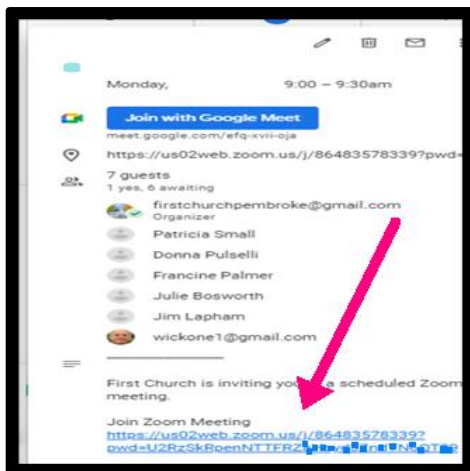 Monday, 9:00 – 9:30am
Join with Google Meet
meet.google.com/efq-xvii-oja
https://us02web.zoom.us/j/86483578339?pwd=
7 guests
1 yes, 6 awaiting
firstchurchpembroke@gmail.com
Organizer
Patricia Small
Donna Pulselli
Francine Palmer
Julie Bosworth
Jim Lapham
wickone1@gmail.com
First Church is inviting you a scheduled Zoom
meeting.
Join Zoom Meeting
https://us02web.zoom.us/j/86483578339?